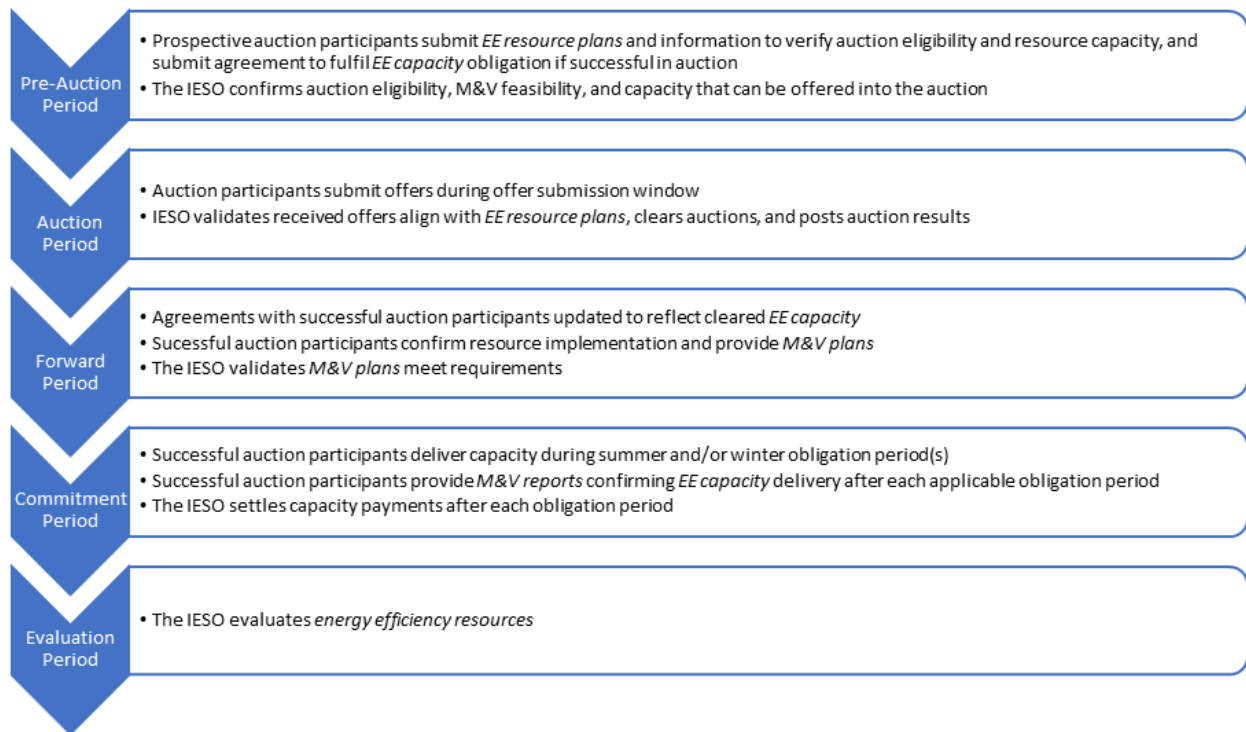 Pre-Auction
Period
• Prospective auction participants submit EE resource plans and information to verify auction eligibility and resource capacity, and
submit agreement to fulfil EE capacity obligation if successful in auction
• The IESO confirms auction eligibility, M&V feasibility, and capacity that can be offered into the auction
Auction
Period
• Auction participants submit offers during offer submission window
• IESO validates received offers align with EE resource plans, clears auctions, and posts auction results
Forward
Period
• Agreements with successful auction participants updated to reflect cleared EE capacity
• Sucessful auction participants confirm resource implementation and provide M&V plans
• The IESO validates M&V plans meet requirements
Commitment
Period
• Successful auction participants deliver capacity during summer and/or winter obligation period(s)
• Successful auction participants provide M&V reports confirming EE capacity delivery after each applicable obligation period
• The IESO settles capacity payments after each obligation period
Evaluation
Period
• The IESO evaluates energy efficiency resources